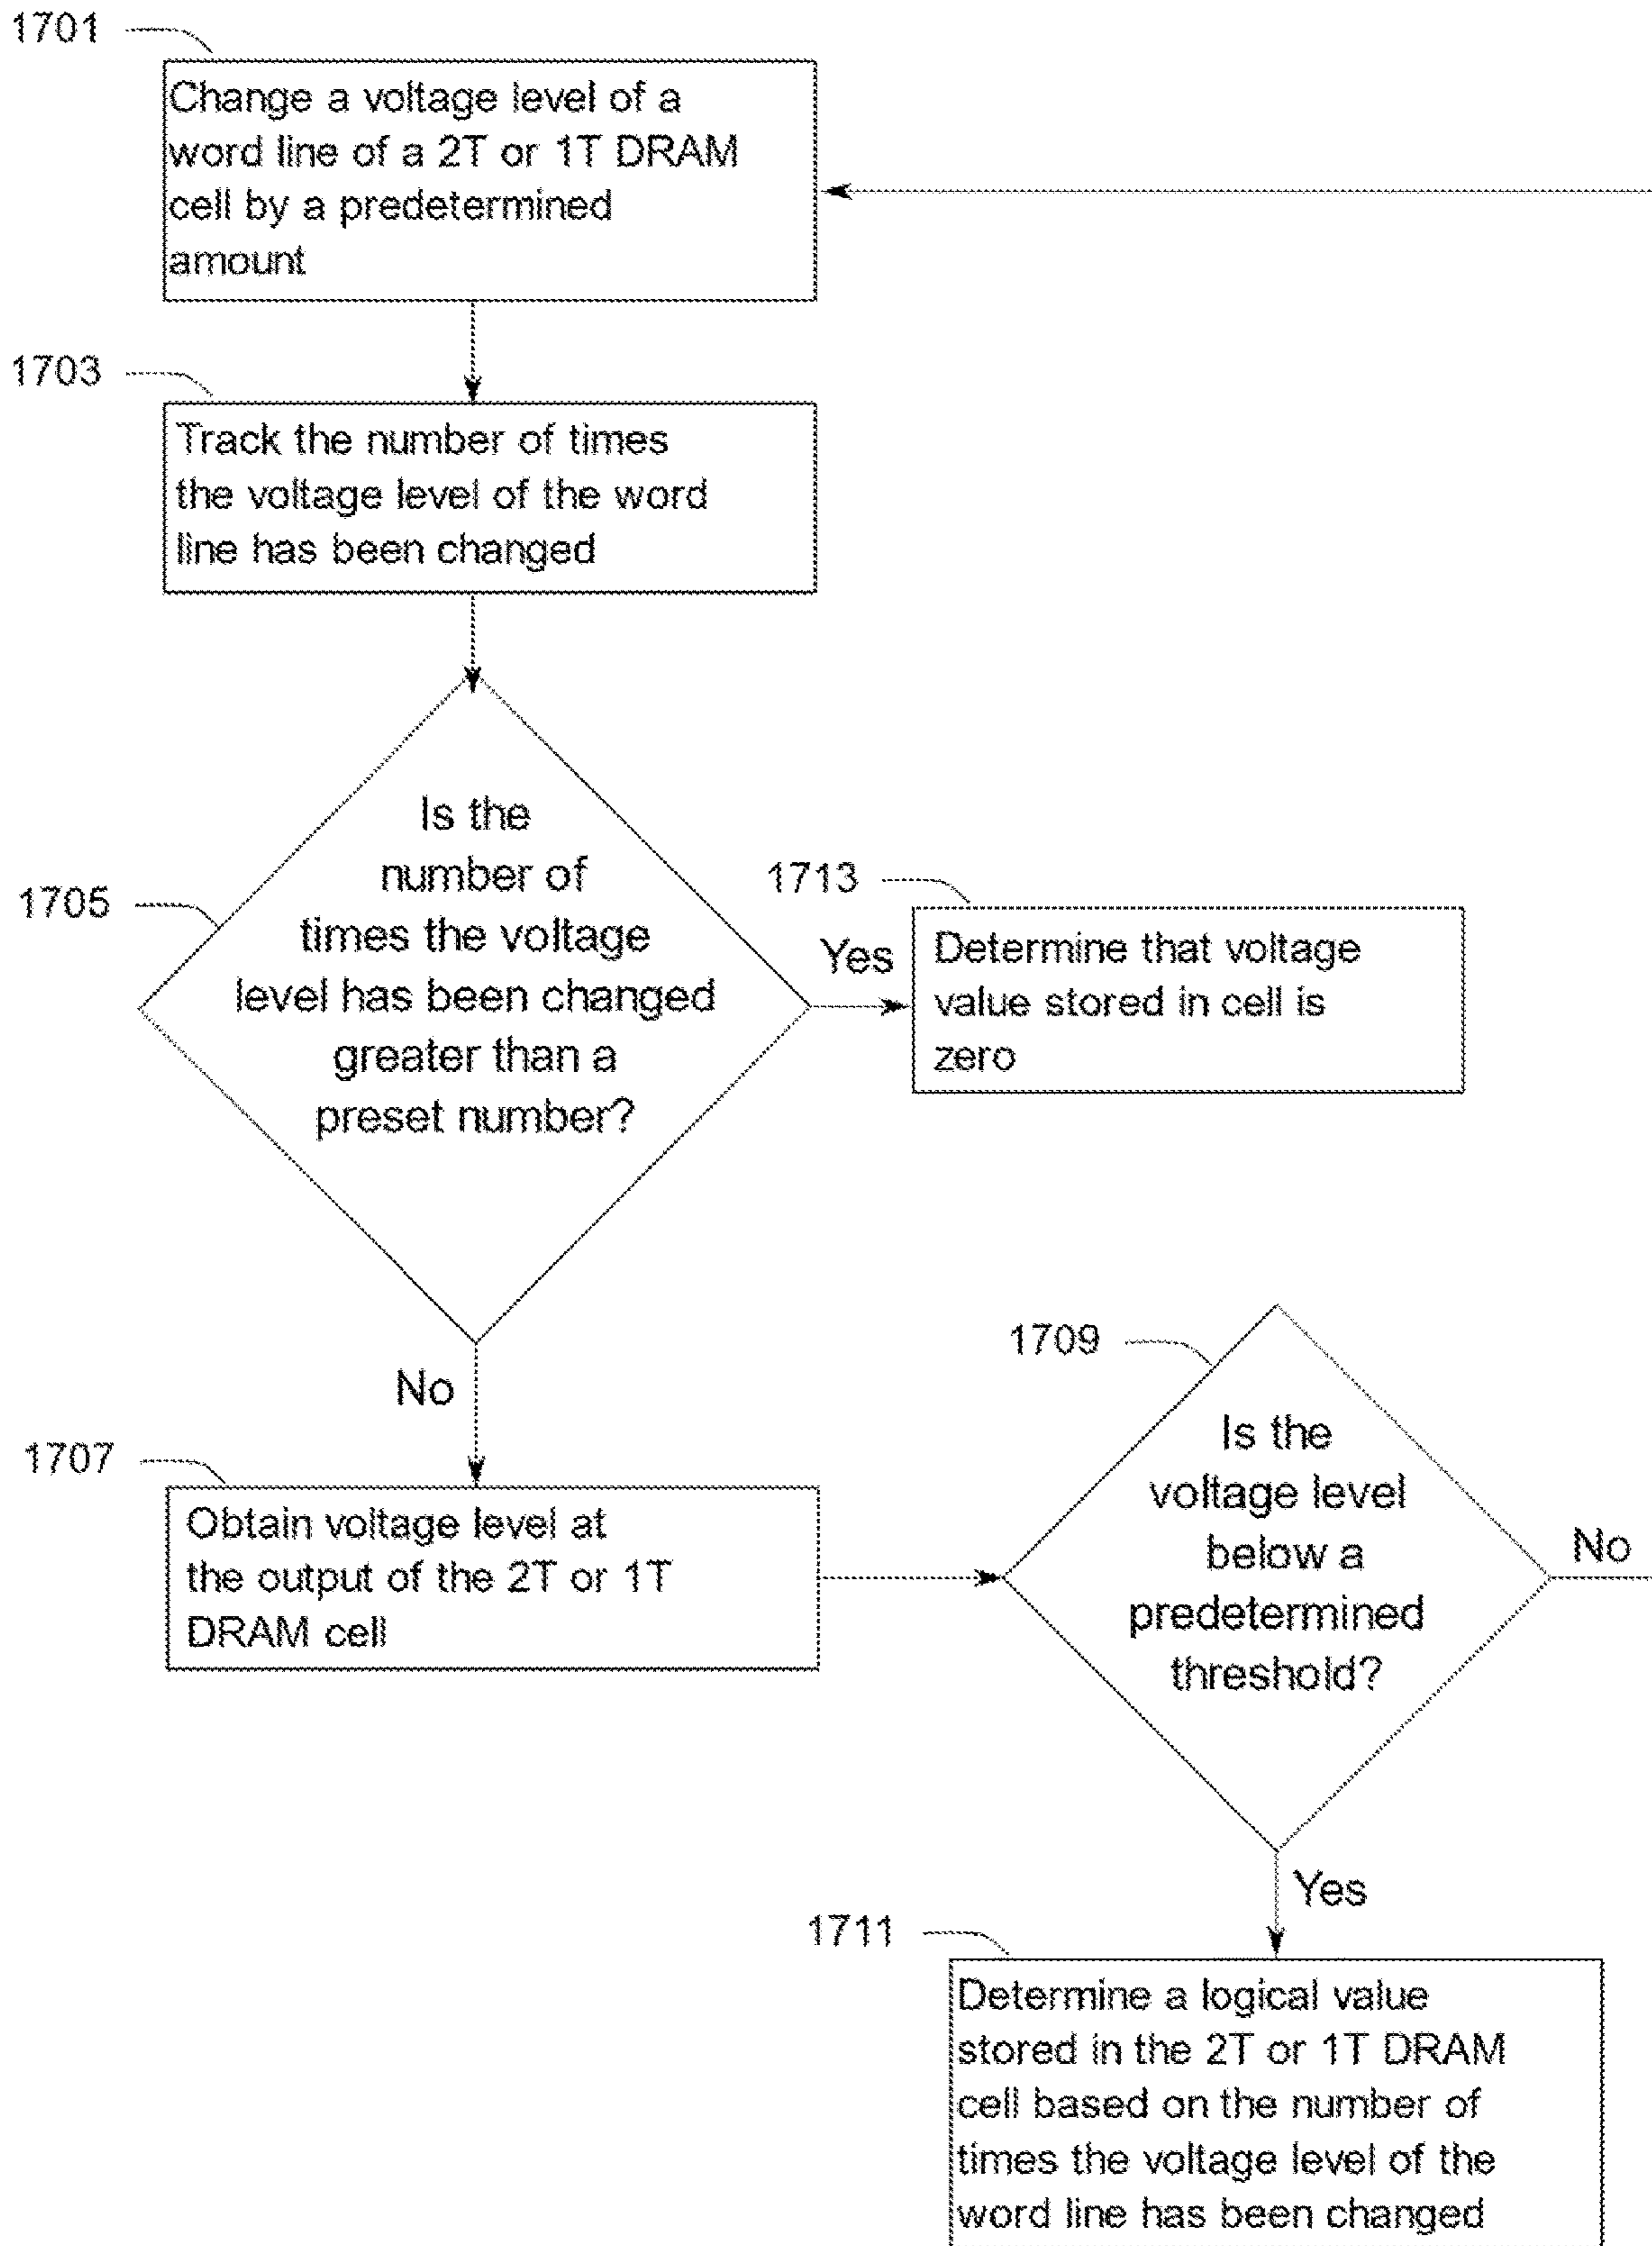 1701
Change a voltage level of a
word line of a 2T or 1T DRAM
cell by a predetermined
amount
1703
Track the number of times
the voltage level of the word
line has been changed
1705
Is the
number of
times the voltage
level has been changed
greater than a
preset number?
Yes
1713
Determine that voltage
value stored in cell is
zero
No
1707
Obtain voltage level at
the output of the 2T or 1T
DRAM cell
1709
Is the
voltage level
below a
predetermined
threshold?
No
Yes
1711
Determine a logical value
stored in the 2T or 1T DRAM
cell based on the number of
times the voltage level of the
word line has been changed